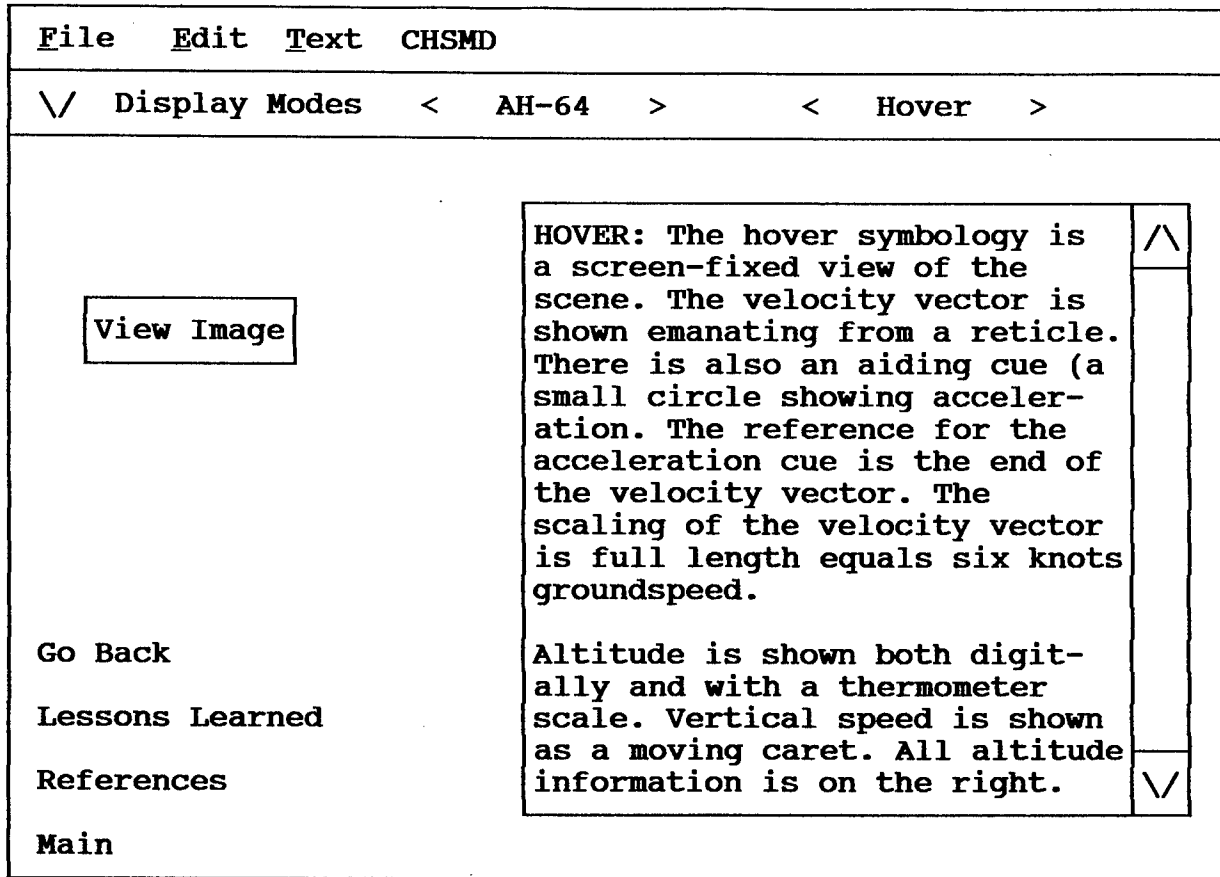 File Edit Text CHSMD
\/ Display Modes < AH-64 > < Hover >
View Image
HOVER: The hover symbology is
a screen-fixed view of the
scene. The velocity vector is
shown emanating from a reticle.
There is also an aiding cue (a
small circle showing acceler-
ation. The reference for the
acceleration cue is the end of
the velocity vector. The
scaling of the velocity vector
is full length equals six knots
groundspeed.
Altitude is shown both digit-
ally and with a thermometer
scale. Vertical speed is shown
as a moving caret. All altitude
information is on the right.
/\
\/
Go Back
Lessons Learned
References
Main